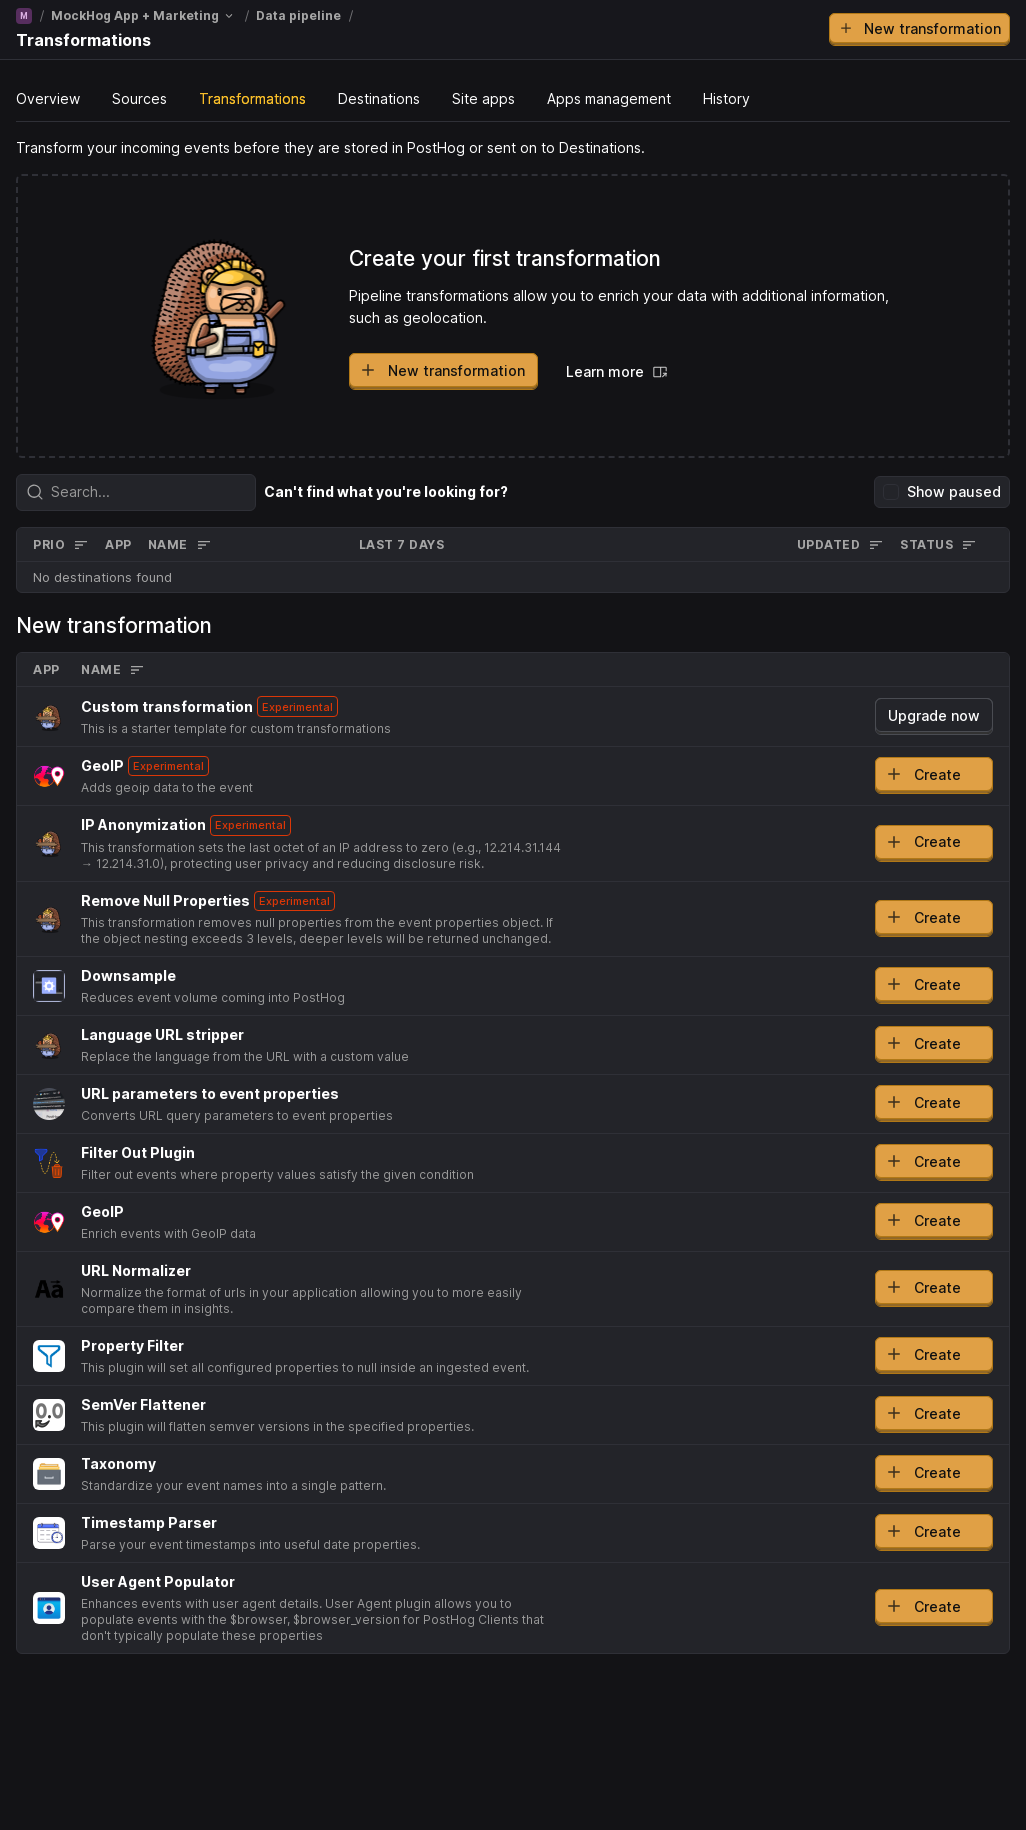 M / MockHog App + Marketing / Data pipeline /
Transformations
New transformation
Overview Sources Transformations Destinations Site apps Apps management History
Transform your incoming events before they are stored in PostHog or sent on to Destinations.
Create your first transformation
Pipeline transformations allow you to enrich your data with additional information,
such as geolocation.
New transformation Learn more
Search... Can't find what you're looking for? Show paused
PRIO APP NAME LAST 7 DAYS UPDATED STATUS
No destinations found
New transformation
APP NAME
Custom transformation Experimental
This is a starter template for custom transformations
Upgrade now
GeoIP Experimental
Adds geoip data to the event
Create
IP Anonymization Experimental
This transformation sets the last octet of an IP address to zero (e.g., 12.214.31.144
→ 12.214.31.0), protecting user privacy and reducing disclosure risk.
Create
Remove Null Properties Experimental
This transformation removes null properties from the event properties object. If
the object nesting exceeds 3 levels, deeper levels will be returned unchanged.
Create
Downsample
Reduces event volume coming into PostHog
Create
Language URL stripper
Replace the language from the URL with a custom value
Create
URL parameters to event properties
Converts URL query parameters to event properties
Create
Filter Out Plugin
Filter out events where property values satisfy the given condition
Create
GeoIP
Enrich events with GeoIP data
Create
URL Normalizer
Normalize the format of urls in your application allowing you to more easily
compare them in insights.
Create
Property Filter
This plugin will set all configured properties to null inside an ingested event.
Create
0.0
SemVer Flattener
This plugin will flatten semver versions in the specified properties.
Create
Taxonomy
Standardize your event names into a single pattern.
Create
Timestamp Parser
Parse your event timestamps into useful date properties.
Create
User Agent Populator
Enhances events with user agent details. User Agent plugin allows you to
populate events with the $browser, $browser_version for PostHog Clients that
don't typically populate these properties
Create